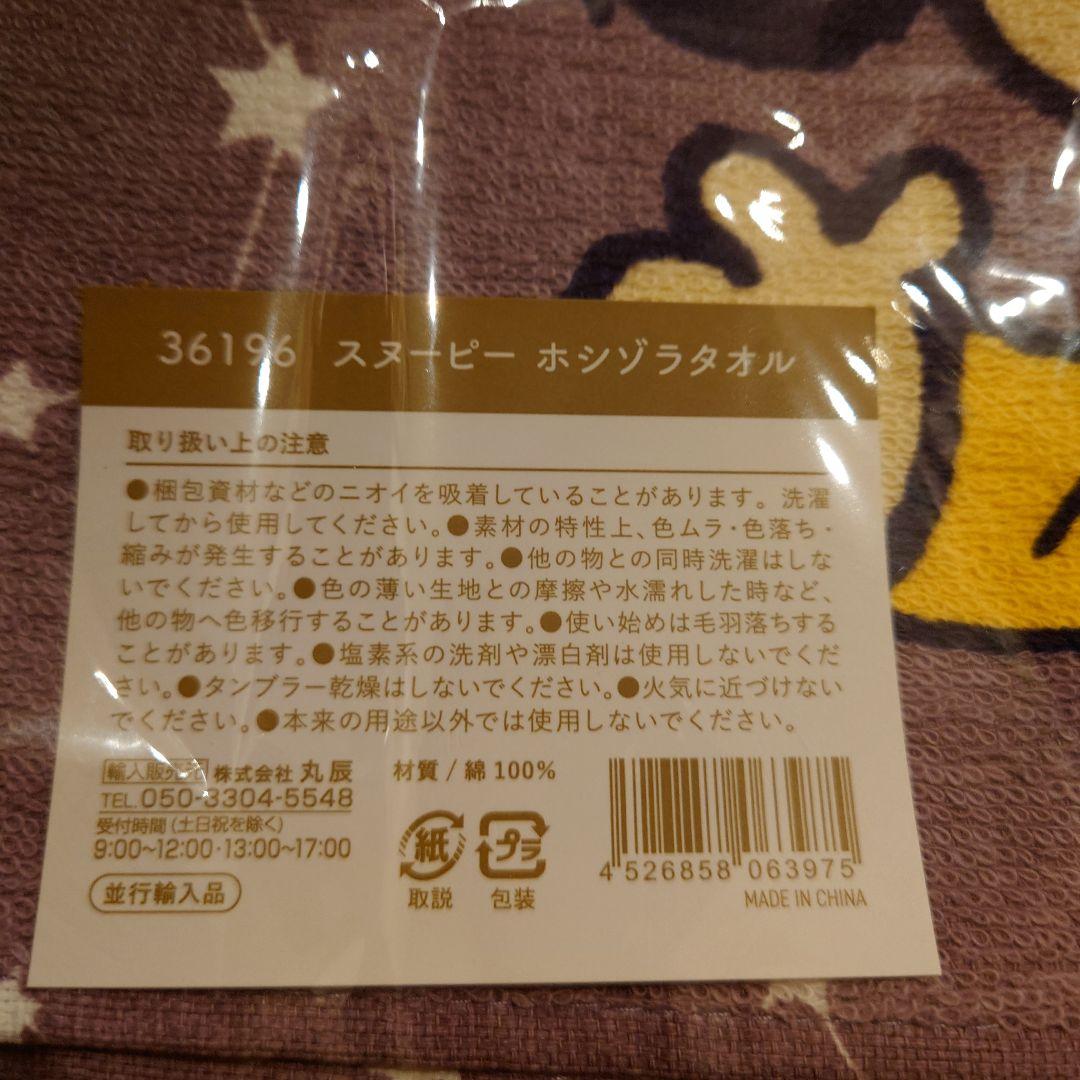 36196 スヌーピー ホシゾラタオル
取り扱い上の注意
●梱包資材などのニオイを吸着していることがあります。洗濯
してから使用してください。●素材の特性上、色ムラ・色落ち・
縮みが発生することがあります。●他の物との同時洗濯はしな
いでください。●色の薄い生地との摩擦や水濡れした時など、
他の物へ色移行することがあります。●使い始めは毛羽落ちする
ことがあります。●塩素系の洗剤や漂白剤は使用しないでくだ
さい。●タンブラー乾燥はしないでください。●火気に近づけない
でください。●本来の用途以外では使用しないでください。
輸入販売元 株式会社 丸辰
TEL.050-3304-5548
受付時間(土日祝を除く)
9:00~12:00・13:00~17:00
並行輸入品
材質/綿100%
紙 プラ
取説 包装
4 526858 063975
MADE IN CHINA